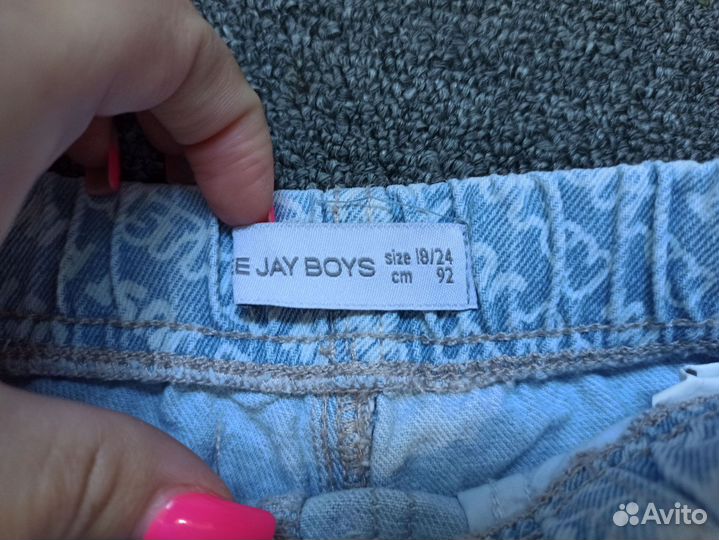 E JAY BOYS size 18/24
cm 92
Avito